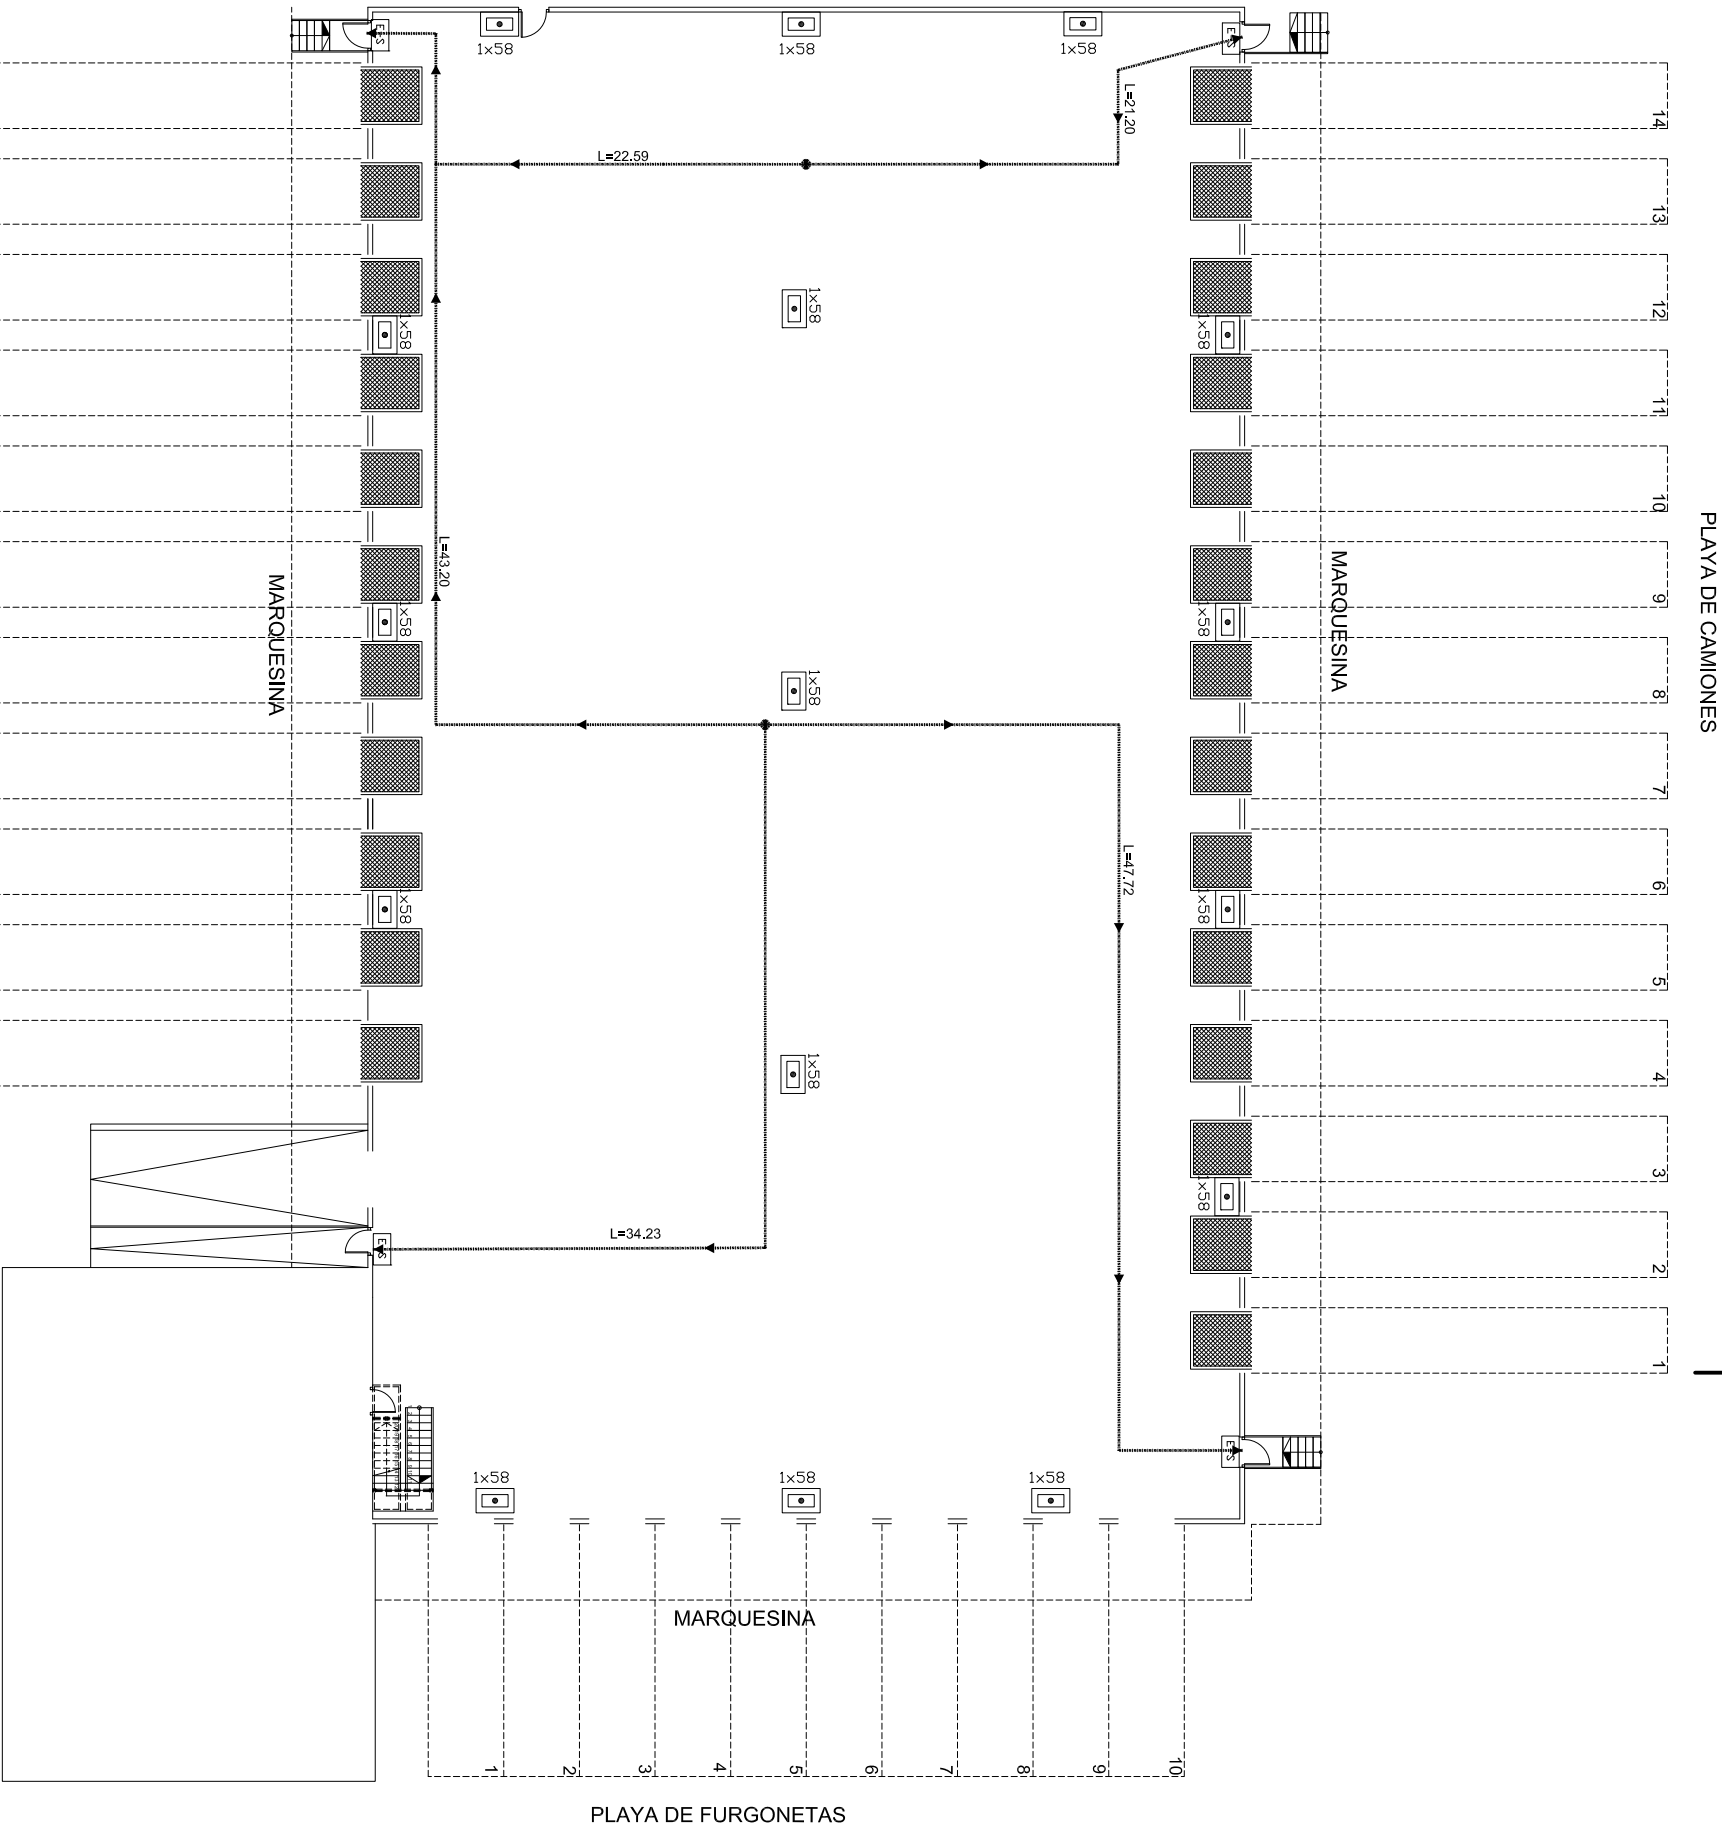 E S
1x58
1x58
1x58
E S
L=21.20
14
L=22.59
13
1x58
12
1x58
1x58
11
10
PLAYA DE CAMIONES
L=43.20
MARQUESINA
MARQUESINA
9
1x58
1x58
8
1x58
7
L=47.72
6
1x58
1x58
5
4
1x58
3
1x58
L=34.23
E S
2
1
E S
1x58
1x58
1x58
MARQUESINA
1
2
3
4
5
6
7
8
9
10
PLAYA DE FURGONETAS